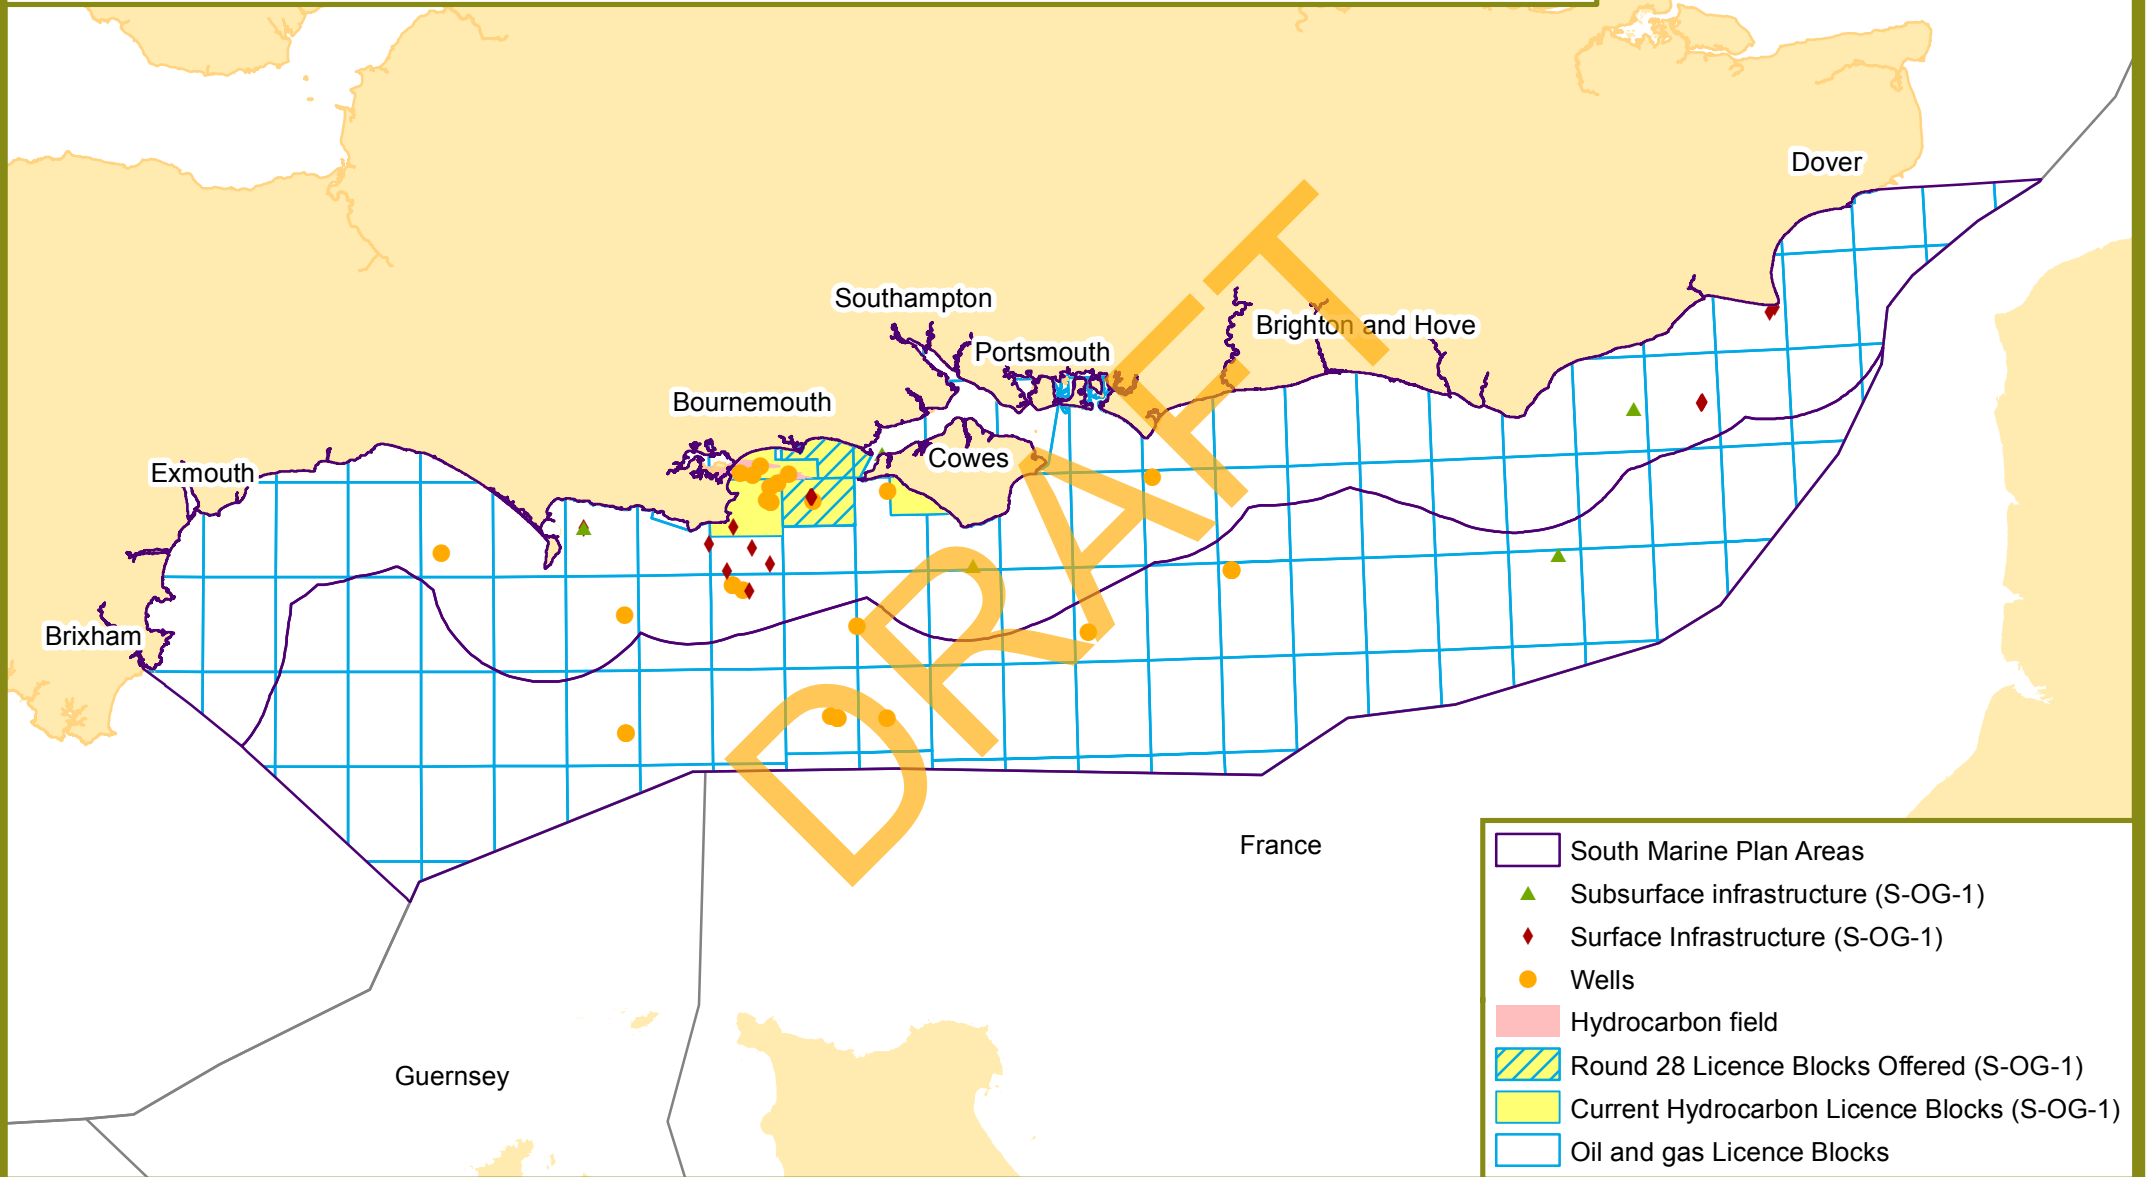 Dover
Southampton
Brighton and Hove
Portsmouth
Bournemouth
Cowes
Exmouth
Brixham
DRAFT
France
Guernsey
South Marine Plan Areas
Subsurface infrastructure (S-OG-1)
Surface Infrastructure (S-OG-1)
Wells
Hydrocarbon field
Round 28 Licence Blocks Offered (S-OG-1)
Current Hydrocarbon Licence Blocks (S-OG-1)
Oil and gas Licence Blocks